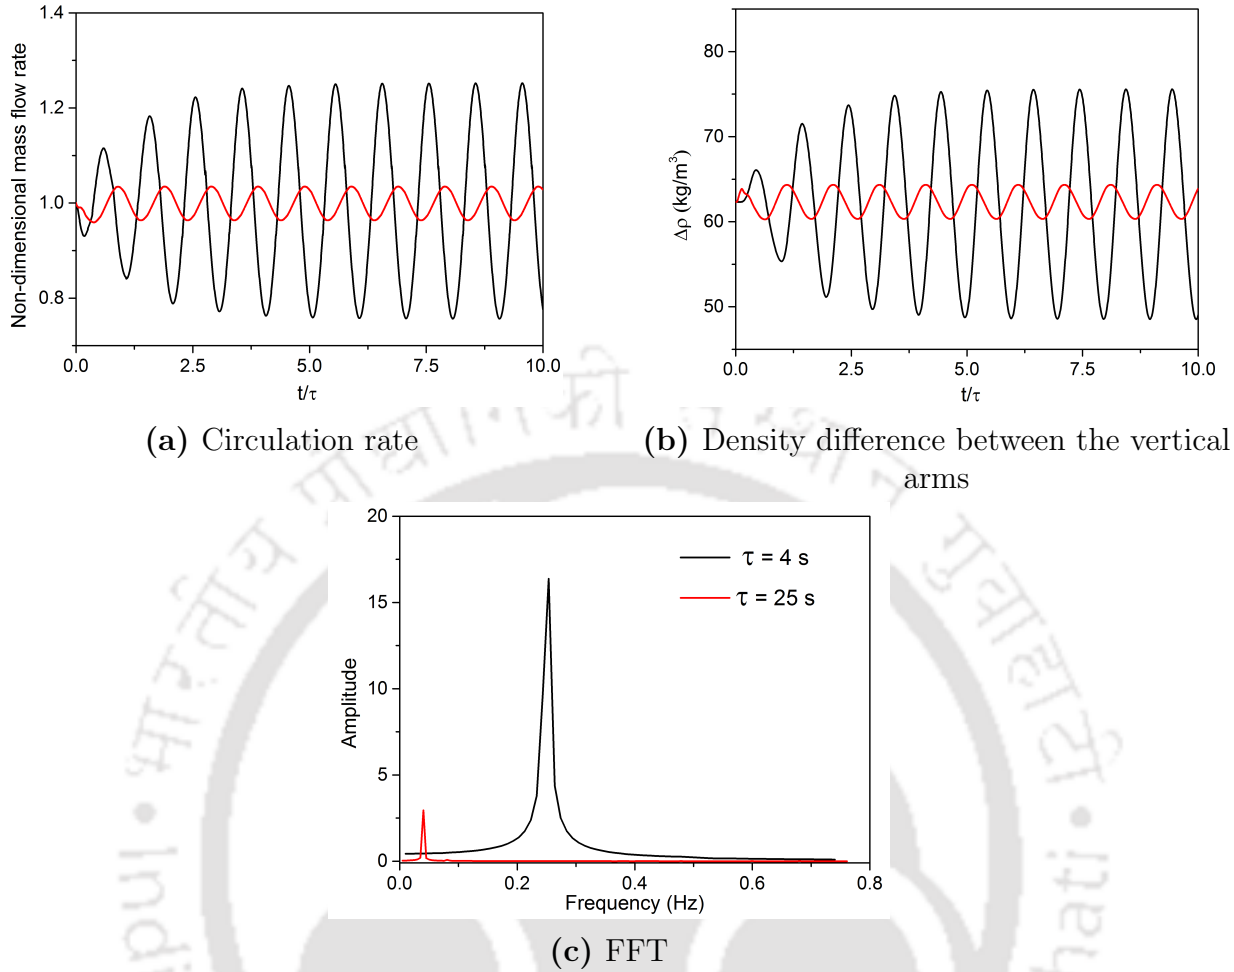 1.4
1.2
1.0
0.8
Non-dimensional mass flow rate
0.0 2.5 5.0 7.5 10.0
t/τ
80
70
60
50
Δρ (kg/m³)
0.0 2.5 5.0 7.5 10.0
t/τ
(a) Circulation rate
(b) Density difference between the vertical
arms
20
15
10
5
0
Amplitude
τ = 4 s
τ = 25 s
0.0 0.2 0.4 0.6 0.8
Frequency (Hz)
(c) FFT